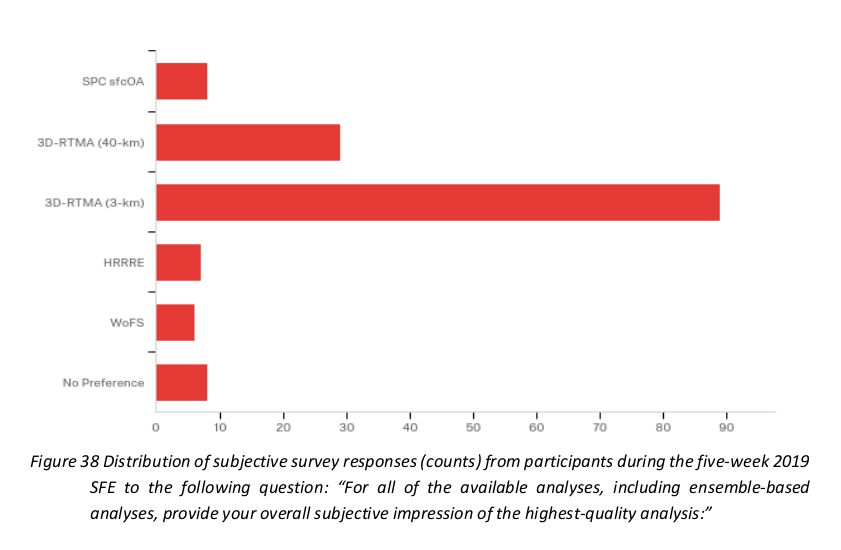 SPC sfcOA
3D-RTMA (40-km)
3D-RTMA (3-km)
HRRRE
WoFS
No Preference
0 10 20 30 40 50 60 70 80 90
Figure 38 Distribution of subjective survey responses (counts) from participants during the five-week 2019
SFE to the following question: “For all of the available analyses, including ensemble-based
analyses, provide your overall subjective impression of the highest-quality analysis:”